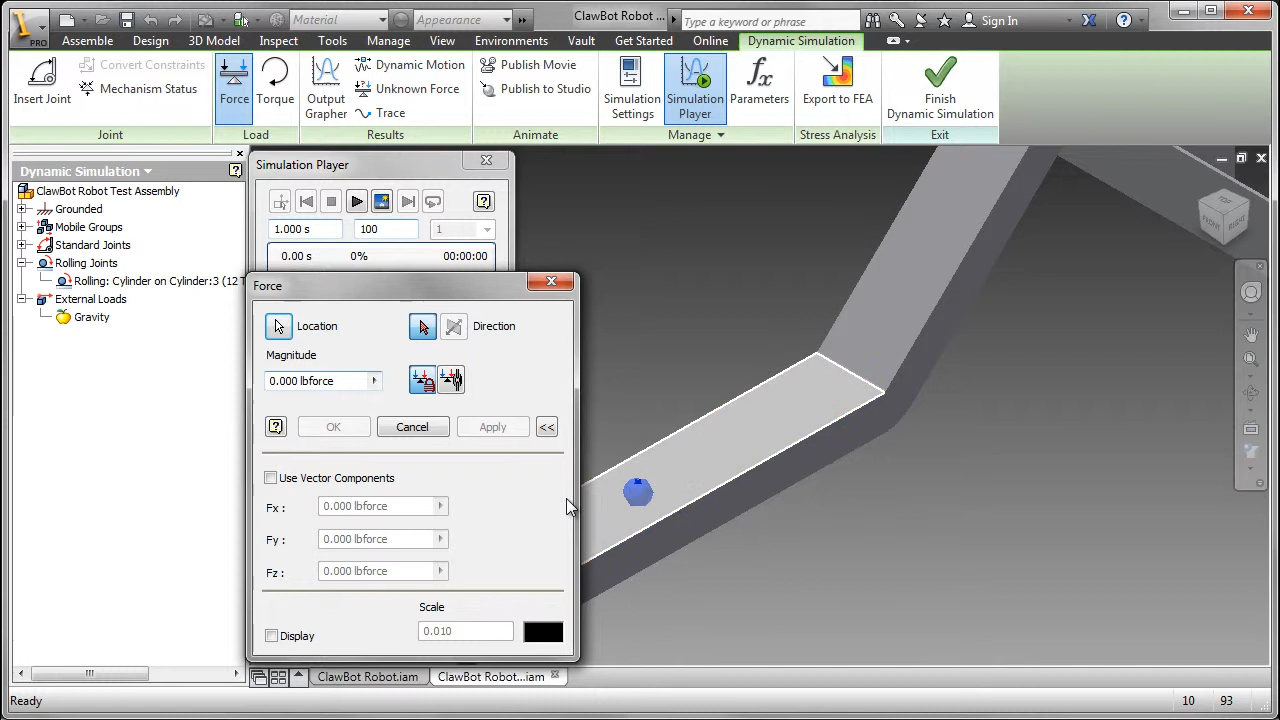 PRO
Material
Appearance
ClawBot Robot ...
Type a keyword or phrase
Sign In
Assemble
Design
3D Model
Inspect
Tools
Manage
View
Environments
Vault
Get Started
Online
Dynamic Simulation
Insert Joint
Convert Constraints
Mechanism Status
Joint
Force
Torque
Load
Output Grapher
Dynamic Motion
Unknown Force
Trace
Results
Publish Movie
Publish to Studio
Animate
Simulation Settings
Simulation Player
fx
Parameters
Manage
Export to FEA
Stress Analysis
Finish Dynamic Simulation
Exit
Dynamic Simulation
ClawBot Robot Test Assembly
Grounded
Mobile Groups
Standard Joints
Rolling Joints
Rolling: Cylinder on Cylinder:3 (12 T
External Loads
Gravity
Simulation Player
1.000 s
100
1
0.00 s
0%
00:00:00
Force
Location
Direction
Magnitude
0.000 lbforce
OK
Cancel
Apply
<<
Use Vector Components
Fx :
0.000 lbforce
Fy :
0.000 lbforce
Fz :
0.000 lbforce
Scale
Display
0.010
TOP
FRONT
RIGHT
ClawBot Robot.iam
ClawBot Robot...iam
Ready
10
93